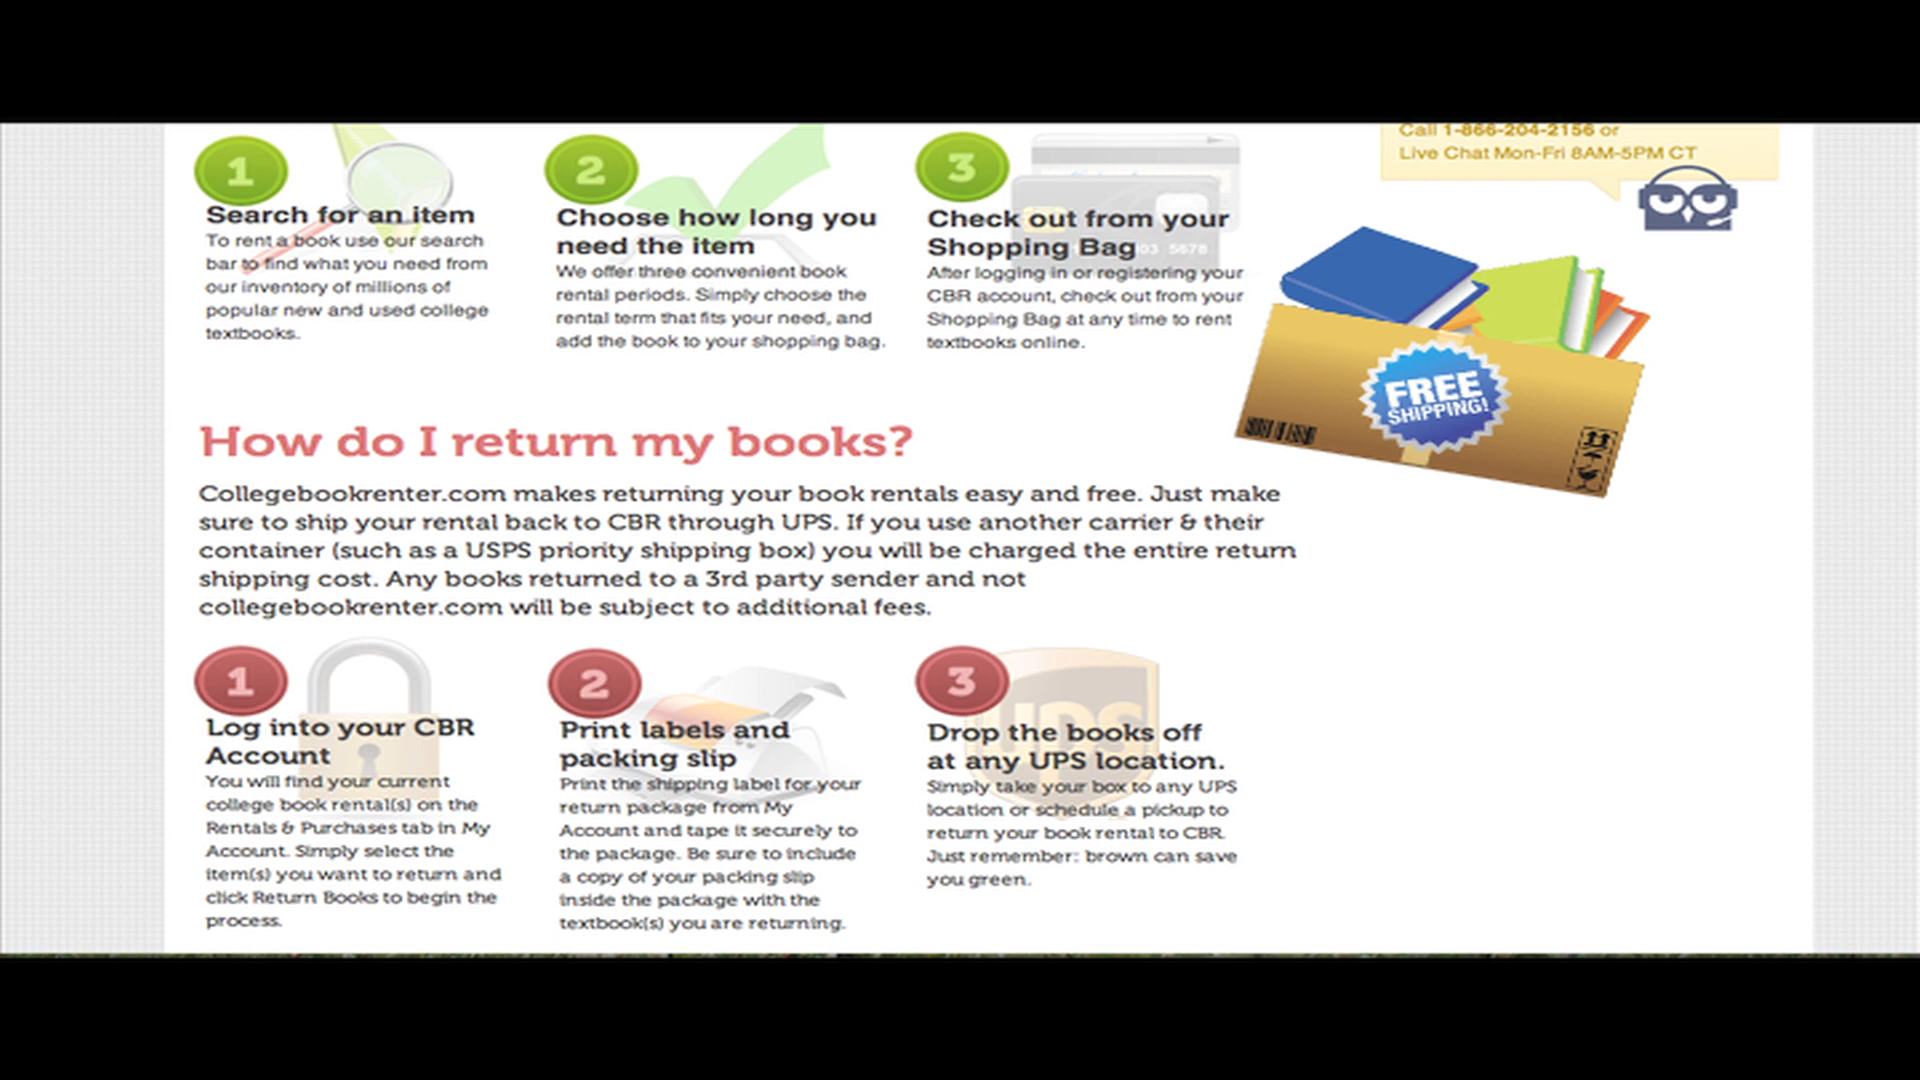 Call 1-866-204-2156 or
Live Chat Mon-Fri 8AM-5PM CT
1
Search for an item
To rent a book use our search
bar to find what you need from
our inventory of millions of
popular new and used college
textbooks.
2
Choose how long you
need the item
We offer three convenient book
rental periods. Simply choose the
rental term that fits your need, and
add the book to your shopping bag.
3
Check out from your
Shopping Bag
After logging in or registering your
CBR account, check out from your
Shopping Bag at any time to rent
textbooks online.
5678
FREE
SHIPPING!
How do I return my books?
Collegebookrenter.com makes returning your book rentals easy and free. Just make
sure to ship your rental back to CBR through UPS. If you use another carrier & their
container (such as a USPS priority shipping box) you will be charged the entire return
shipping cost. Any books returned to a 3rd party sender and not
collegebookrenter.com will be subject to additional fees.
1
Log into your CBR
Account
You will find your current
college book rental(s) on the
Rentals & Purchases tab in My
Account. Simply select the
item(s) you want to return and
click Return Books to begin the
process.
2
Print labels and
packing slip
Print the shipping label for your
return package from My
Account and tape it securely to
the package. Be sure to include
a copy of your packing slip
inside the package with the
textbook(s) you are returning.
3
ups
Drop the books off
at any UPS location.
Simply take your box to any UPS
location or schedule a pickup to
return your book rental to CBR.
Just remember: brown can save
you green.